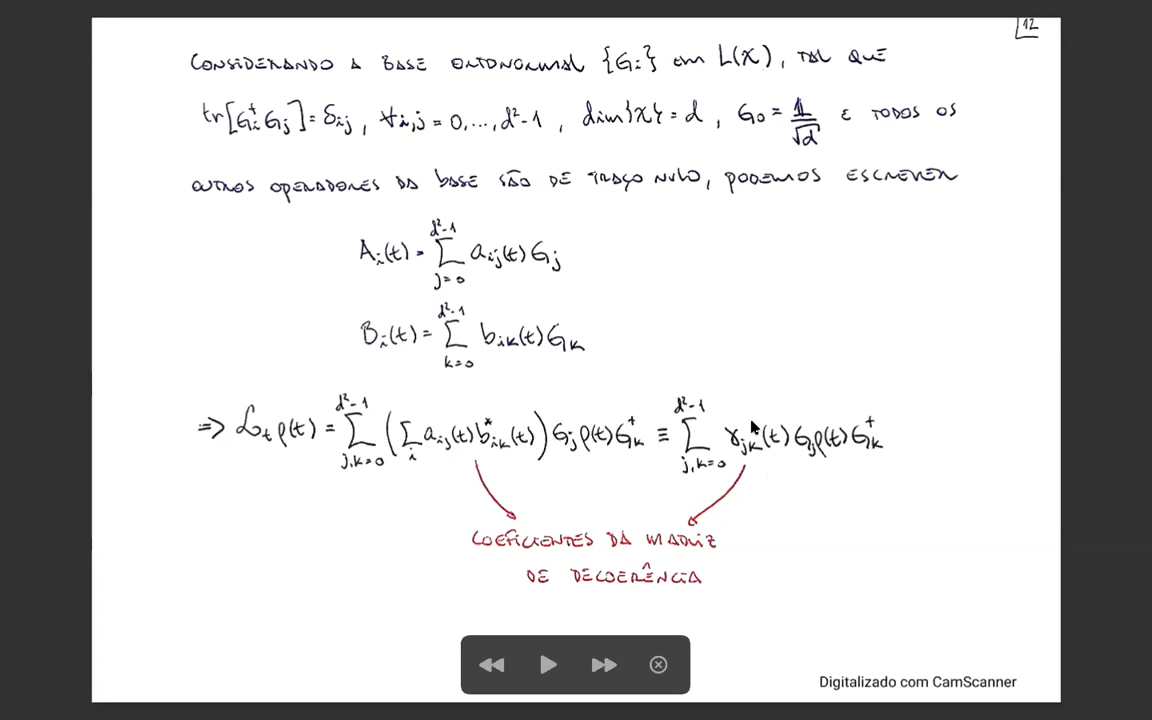 12
CONSIDERANDO A BASE ORTONORMAL {Gi} em L(X), TAL QUE
tr[Gi†Gj] = δij, ∀i,j = 0,...,d²-1, dim{X} = d, G0 = 𝟙/√d E TODOS OS
OUTROS OPERADORES DA BASE SÃO DE TRAÇO NULO, PODEMOS ESCREVER
Ai(t) = Σ_{j=0}^{d²-1} aij(t)Gj
Bi(t) = Σ_{k=0}^{d²-1} bik(t)Gk
⇒ ℒt ρ(t) = Σ_{j,k=0}^{d²-1} (Σ_i aij(t)b*ik(t)) Gjρ(t)Gk† ≡ Σ_{j,k=0}^{d²-1} γjk(t)Gjρ(t)Gk†
COEFICIENTES DA MATRIZ
DE DECOERÊNCIA
Digitalizado com CamScanner